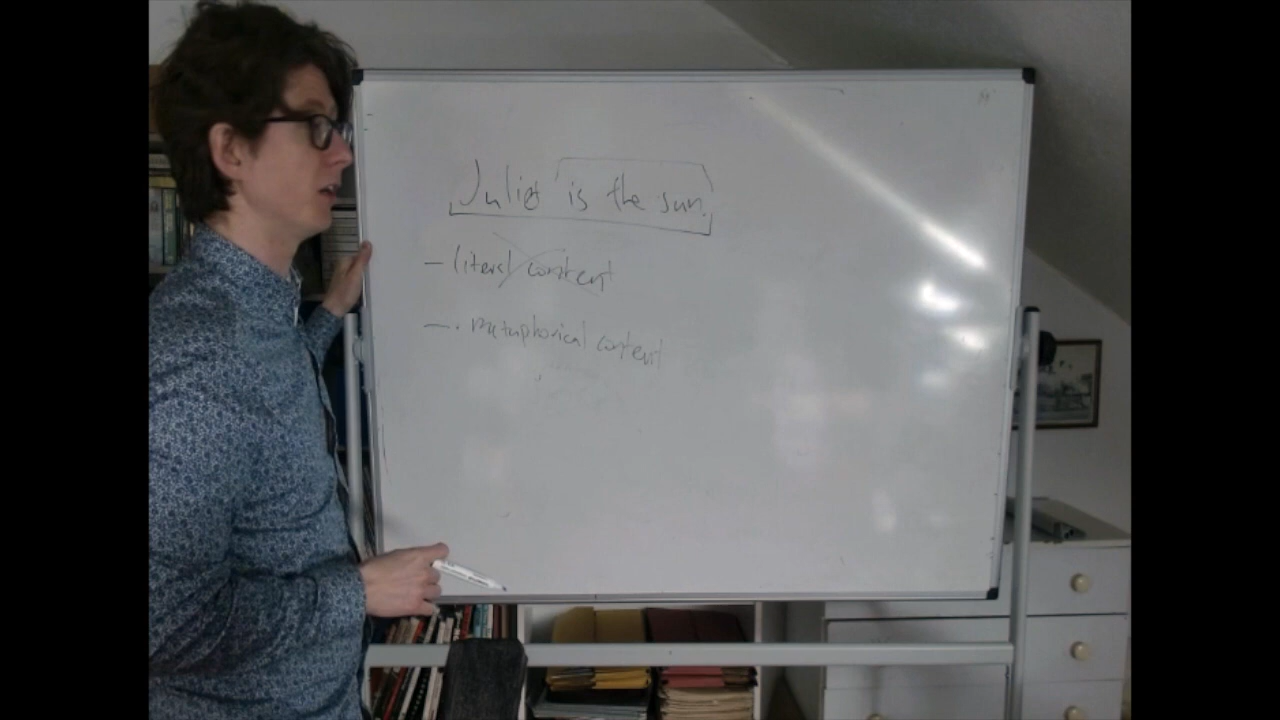 Juliet is the sun.
- literal content
- metaphorical content